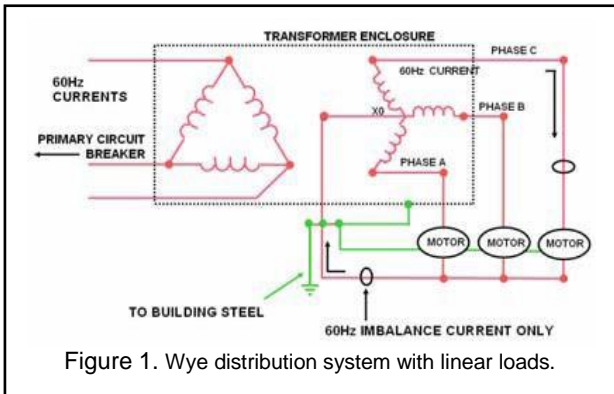 TRANSFORMER ENCLOSURE
PHASE C
60Hz CURRENT
60Hz
CURRENTS
X0
PHASE B
PRIMARY CIRCUIT
BREAKER
PHASE A
MOTOR
MOTOR
MOTOR
TO BUILDING STEEL
60Hz IMBALANCE CURRENT ONLY
Figure 1. Wye distribution system with linear loads.